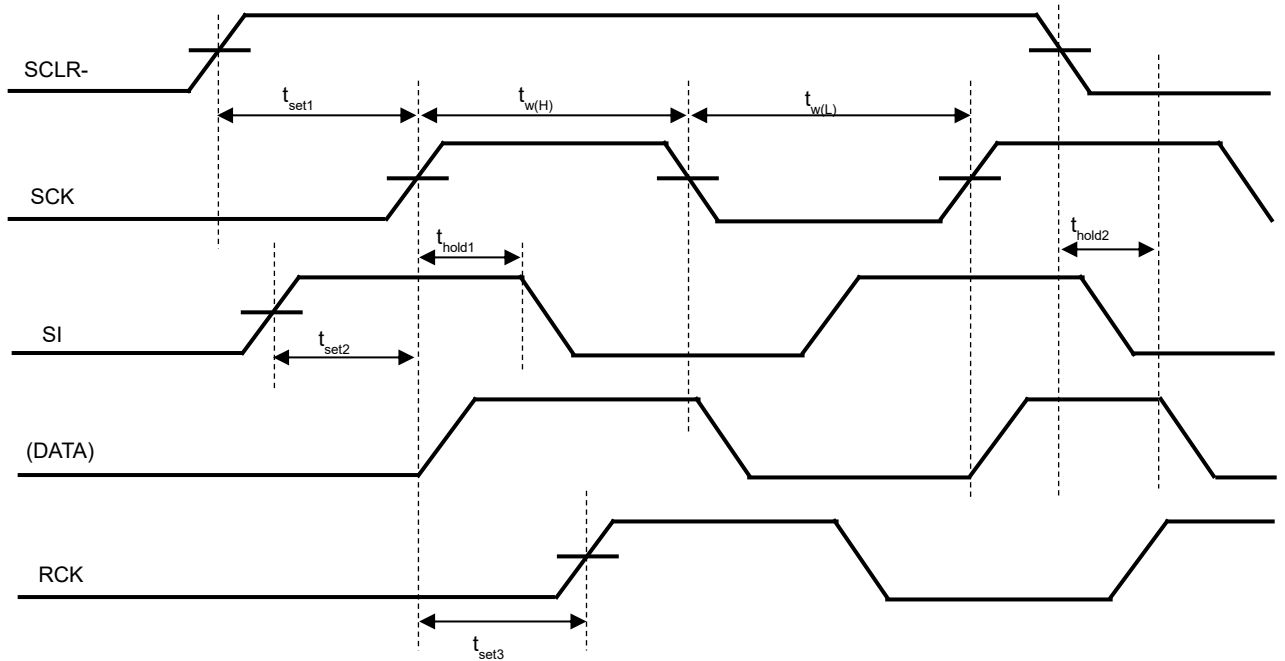 SCLR-
t_set1
t_w(H)
t_w(L)
SCK
t_hold1
t_hold2
SI
t_set2
(DATA)
RCK
t_set3